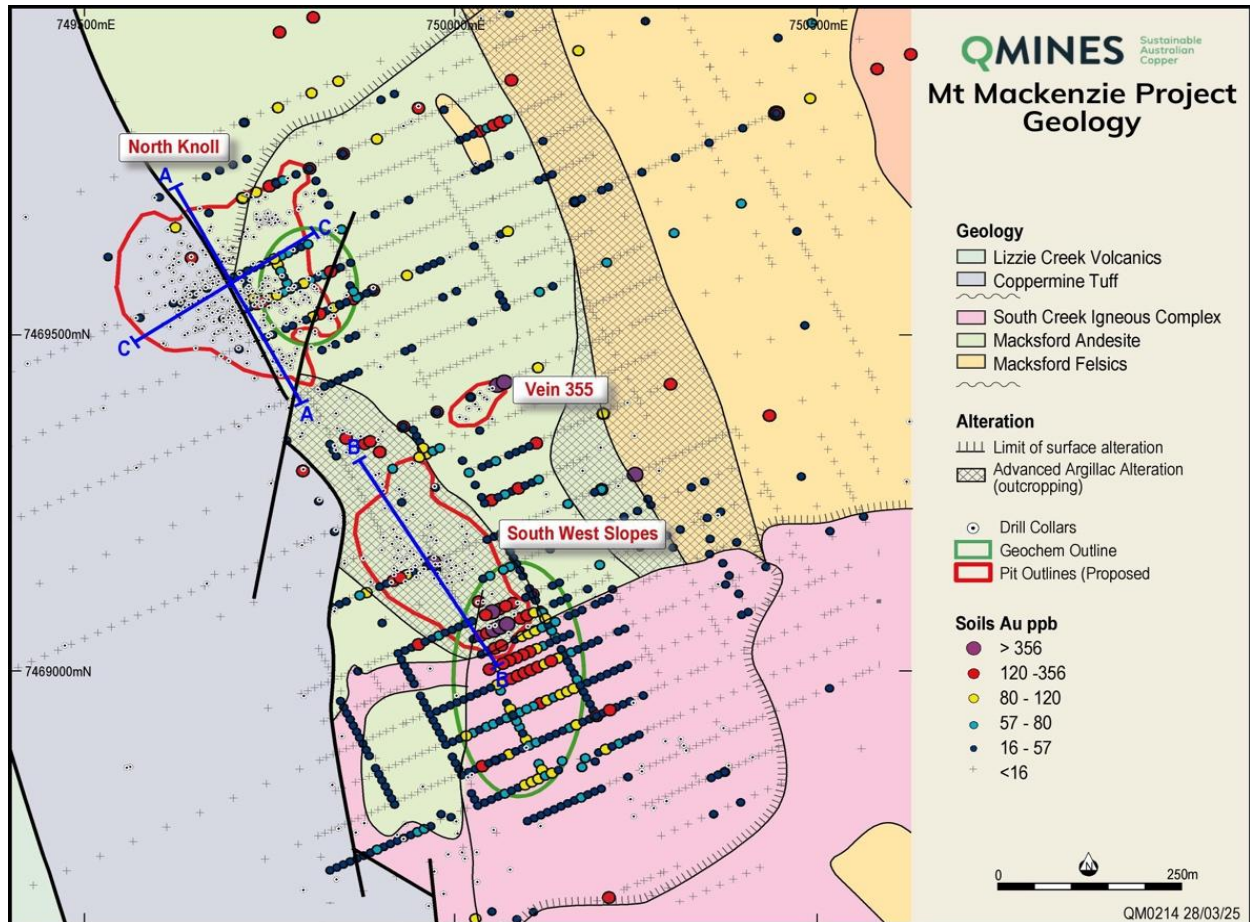 749500mE
750000mE
750500mE
North Knoll
A
C
C
7469500mN
A
Vein 355
B
South West Slopes
7469000mN
B
QMINES
Sustainable
Australian
Copper
Mt Mackenzie Project
Geology
Geology
Lizzie Creek Volcanics
Coppermine Tuff
South Creek Igneous Complex
Macksford Andesite
Macksford Felsics
Alteration
Limit of surface alteration
Advanced Argillac Alteration
(outcropping)
Drill Collars
Geochem Outline
Pit Outlines (Proposed
Soils Au ppb
> 356
120 -356
80 - 120
57 - 80
16 - 57
<16
N
0
250m
QM0214 28/03/25